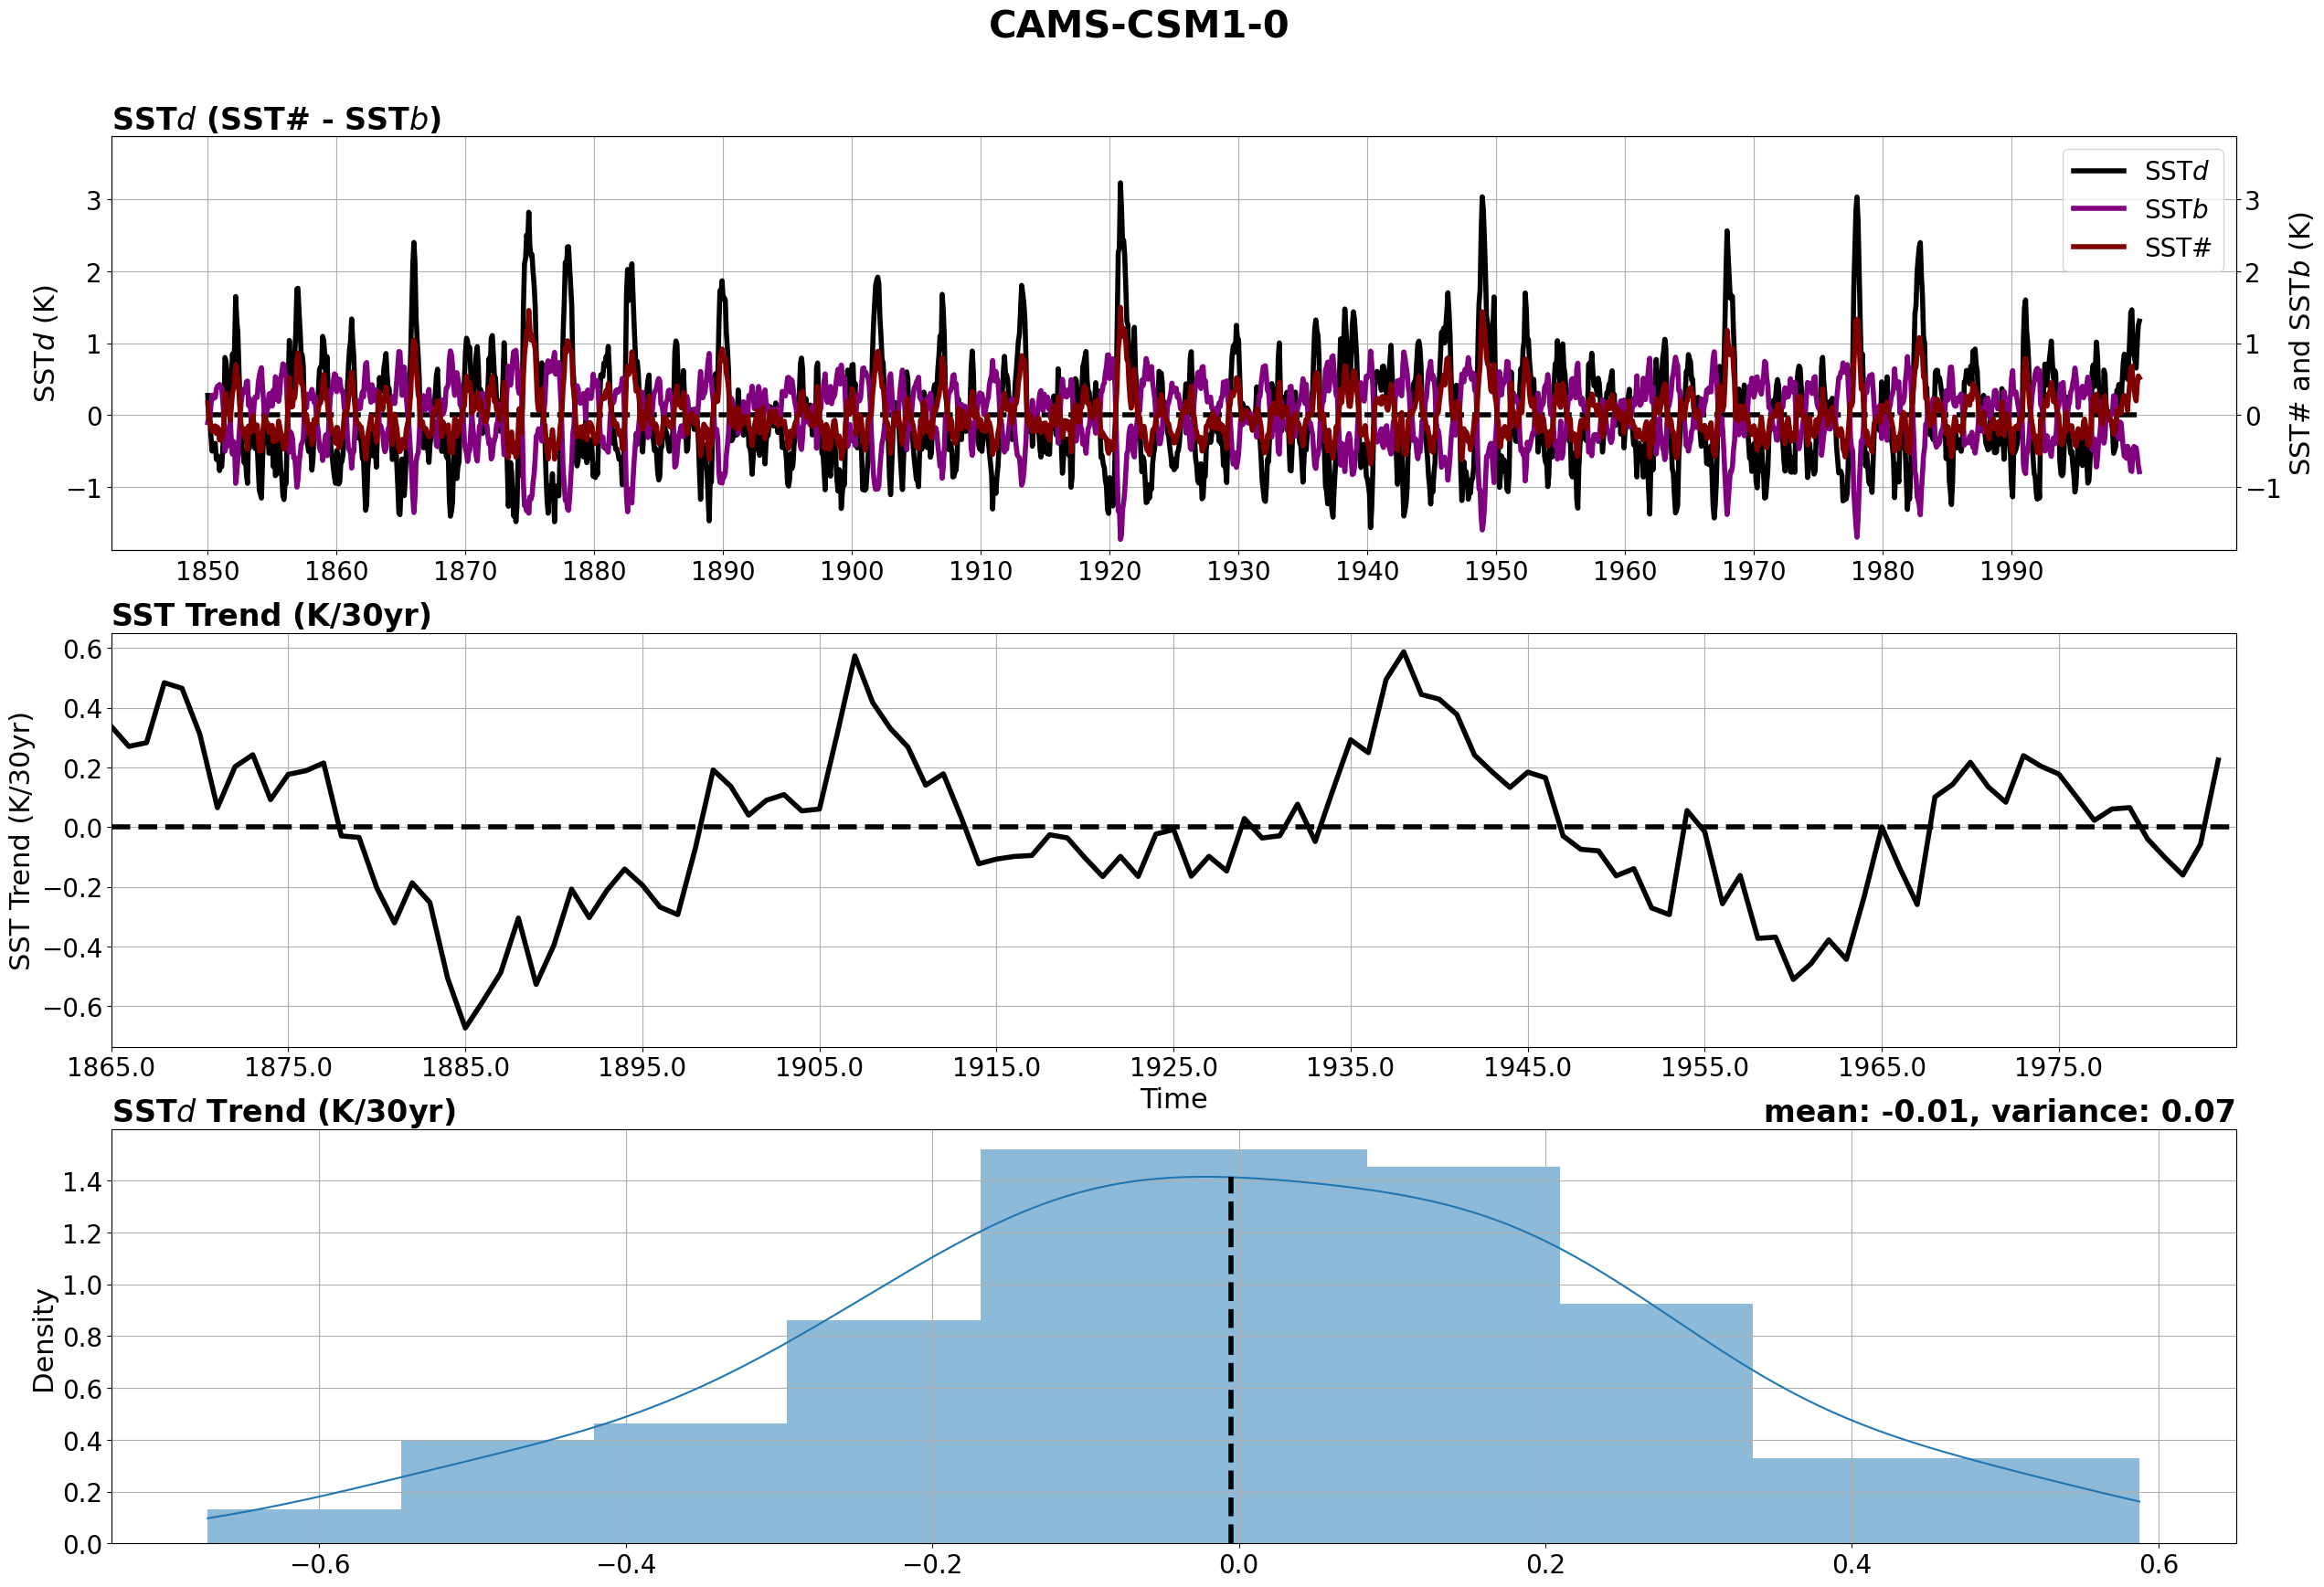 CAMS-CSM1-0
SSTd (SST# - SSTb)
SSTd (K)
3
2
1
0
−1
3
2
1
0
−1
SST# and SSTb (K)
SSTd
SSTb
SST#
1850 1860 1870 1880 1890 1900 1910 1920 1930 1940 1950 1960 1970 1980 1990
SST Trend (K/30yr)
SST Trend (K/30yr)
0.6
0.4
0.2
0.0
−0.2
−0.4
−0.6
1865.0 1875.0 1885.0 1895.0 1905.0 1915.0 1925.0 1935.0 1945.0 1955.0 1965.0 1975.0
Time
SSTd Trend (K/30yr) mean: -0.01, variance: 0.07
Density
1.4
1.2
1.0
0.8
0.6
0.4
0.2
0.0
−0.6 −0.4 −0.2 0.0 0.2 0.4 0.6